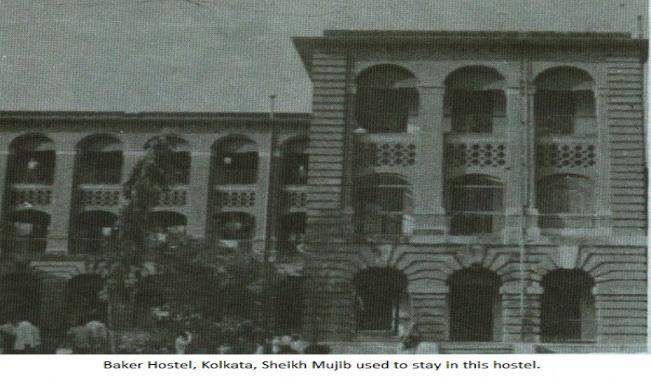 Baker Hostel, Kolkata, Sheikh Mujib used to stay in this hostel.